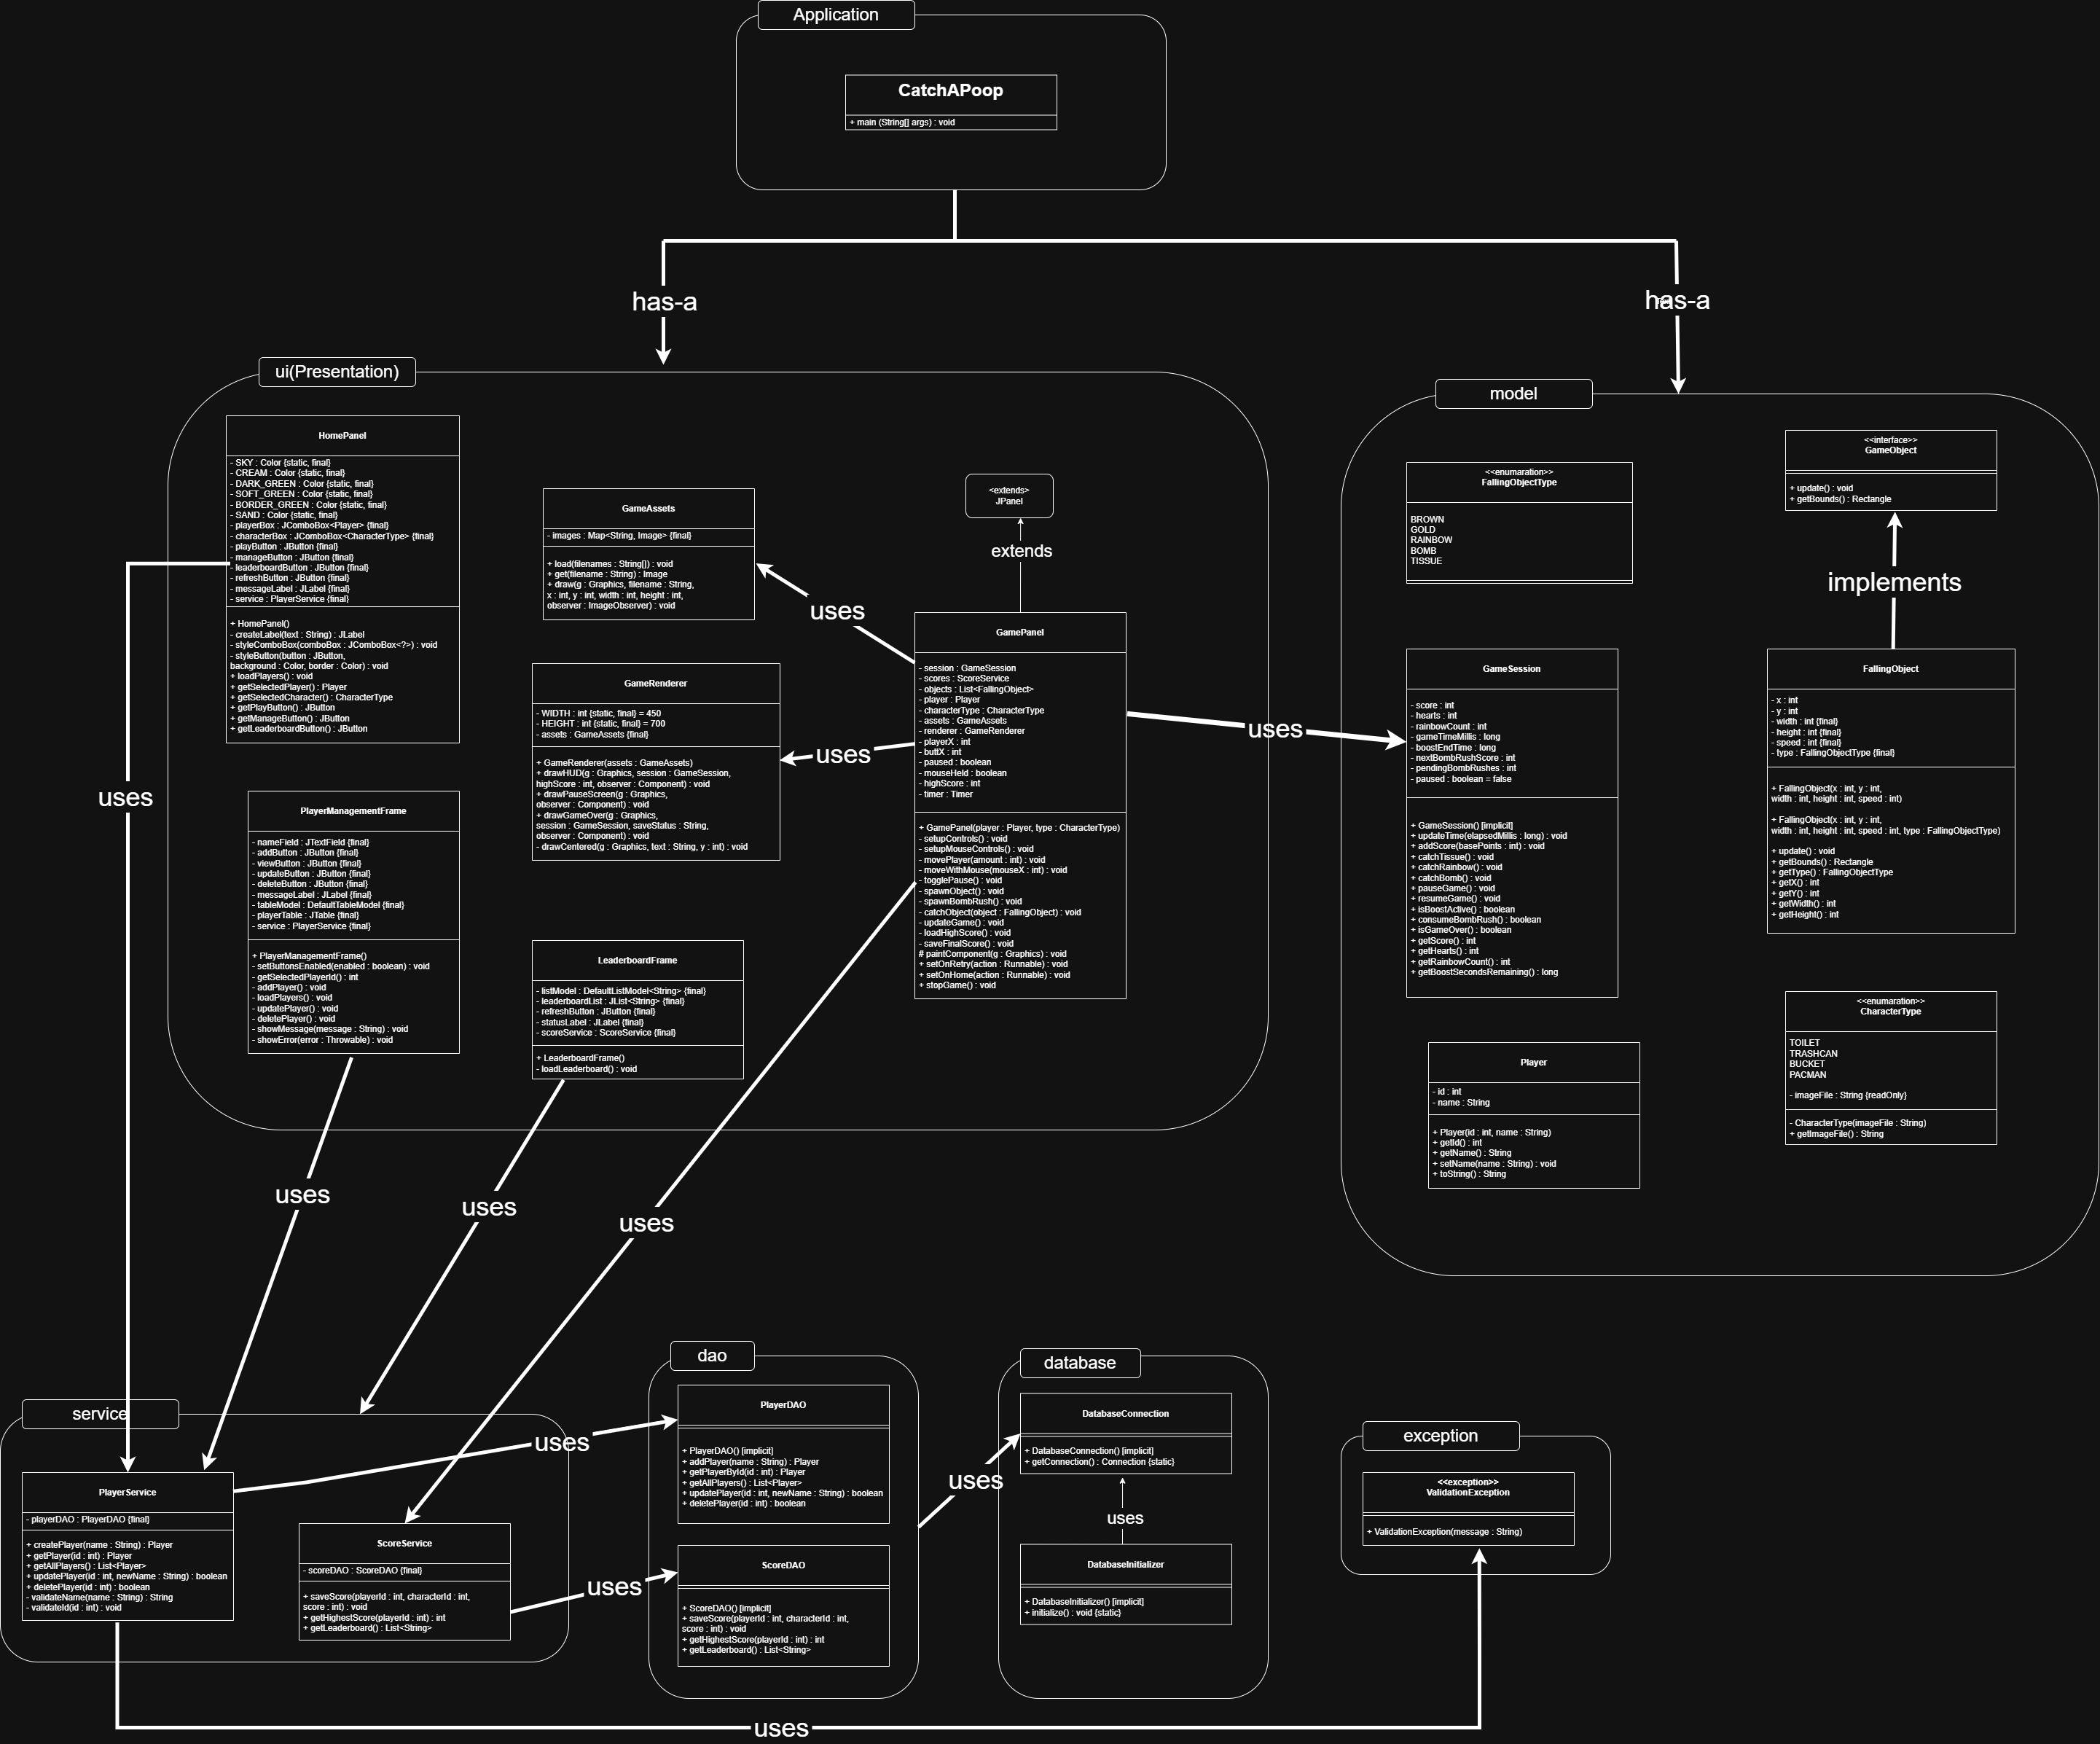 Application
CatchAPoop
+ main (String[] args) : void
has-a
has-a
ui(Presentation)
HomePanel
- SKY : Color {static, final}
- CREAM : Color {static, final}
- DARK_GREEN : Color {static, final}
- SOFT_GREEN : Color {static, final}
- BORDER_GREEN : Color {static, final}
- SAND : Color {static, final}
- playerBox : JComboBox<Player> {final}
- characterBox : JComboBox<CharacterType> {final}
- playButton : JButton {final}
- manageButton : JButton {final}
- leaderboardButton : JButton {final}
- refreshButton : JButton {final}
- messageLabel : JLabel {final}
- service : PlayerService {final}
+ HomePanel()
- createLabel(text : String) : JLabel
- styleComboBox(comboBox : JComboBox<?>) : void
- styleButton(button : JButton,
background : Color, border : Color) : void
+ loadPlayers() : void
+ getSelectedPlayer() : Player
+ getSelectedCharacter() : CharacterType
+ getPlayButton() : JButton
+ getManageButton() : JButton
+ getLeaderboardButton() : JButton
GameAssets
- images : Map<String, Image> {final}
+ load(filenames : String[]) : void
+ get(filename : String) : Image
+ draw(g : Graphics, filename : String,
x : int, y : int, width : int, height : int,
observer : ImageObserver) : void
<extends>
JPanel
extends
uses
GameRenderer
- WIDTH : int {static, final} = 450
- HEIGHT : int {static, final} = 700
- assets : GameAssets {final}
+ GameRenderer(assets : GameAssets)
+ drawHUD(g : Graphics, session : GameSession,
highScore : int, observer : Component) : void
+ drawPauseScreen(g : Graphics,
observer : Component) : void
+ drawGameOver(g : Graphics,
session : GameSession, saveStatus : String,
observer : Component) : void
- drawCentered(g : Graphics, text : String, y : int) : void
uses
GamePanel
- session : GameSession
- scores : ScoreService
- objects : List<FallingObject>
- player : Player
- characterType : CharacterType
- assets : GameAssets
- renderer : GameRenderer
- playerX : int
- buttX : int
- paused : boolean
- mouseHeld : boolean
- highScore : int
- timer : Timer
+ GamePanel(player : Player, type : CharacterType)
- setupControls() : void
- setupMouseControls() : void
- movePlayer(amount : int) : void
- moveWithMouse(mouseX : int) : void
- togglePause() : void
- spawnObject() : void
- spawnBombRush() : void
- catchObject(object : FallingObject) : void
- updateGame() : void
- loadHighScore() : void
- saveFinalScore() : void
# paintComponent(g : Graphics) : void
+ setOnRetry(action : Runnable) : void
+ setOnHome(action : Runnable) : void
+ stopGame() : void
uses
uses
PlayerManagementFrame
- nameField : JTextField {final}
- addButton : JButton {final}
- viewButton : JButton {final}
- updateButton : JButton {final}
- deleteButton : JButton {final}
- messageLabel : JLabel {final}
- tableModel : DefaultTableModel {final}
- playerTable : JTable {final}
- service : PlayerService {final}
+ PlayerManagementFrame()
- setButtonsEnabled(enabled : boolean) : void
- getSelectedPlayerId() : int
- addPlayer() : void
- loadPlayers() : void
- updatePlayer() : void
- deletePlayer() : void
- showMessage(message : String) : void
- showError(error : Throwable) : void
LeaderboardFrame
- listModel : DefaultListModel<String> {final}
- leaderboardList : JList<String> {final}
- refreshButton : JButton {final}
- statusLabel : JLabel {final}
- scoreService : ScoreService {final}
+ LeaderboardFrame()
- loadLeaderboard() : void
model
<<enumaration>>
FallingObjectType
BROWN
GOLD
RAINBOW
BOMB
TISSUE
<<interface>>
GameObject
+ update() : void
+ getBounds() : Rectangle
implements
GameSession
- score : int
- hearts : int
- rainbowCount : int
- gameTimeMillis : long
- boostEndTime : long
- nextBombRushScore : int
- pendingBombRushes : int
- paused : boolean = false
+ GameSession() [implicit]
+ updateTime(elapsedMillis : long) : void
+ addScore(basePoints : int) : void
+ catchTissue() : void
+ catchRainbow() : void
+ catchBomb() : void
+ pauseGame() : void
+ resumeGame() : void
+ isBoostActive() : boolean
+ consumeBombRush() : boolean
+ isGameOver() : boolean
+ getScore() : int
+ getHearts() : int
+ getRainbowCount() : int
+ getBoostSecondsRemaining() : long
FallingObject
- x : int
- y : int
- width : int {final}
- height : int {final}
- speed : int {final}
- type : FallingObjectType {final}
+ FallingObject(x : int, y : int,
width : int, height : int, speed : int)
+ FallingObject(x : int, y : int,
width : int, height : int, speed : int, type : FallingObjectType)
+ update() : void
+ getBounds() : Rectangle
+ getType() : FallingObjectType
+ getX() : int
+ getY() : int
+ getWidth() : int
+ getHeight() : int
Player
- id : int
- name : String
+ Player(id : int, name : String)
+ getId() : int
+ getName() : String
+ setName(name : String) : void
+ toString() : String
<<enumaration>>
CharacterType
TOILET
TRASHCAN
BUCKET
PACMAN
- imageFile : String {readOnly}
- CharacterType(imageFile : String)
+ getImageFile() : String
uses
uses
uses
service
PlayerService
- playerDAO : PlayerDAO {final}
+ createPlayer(name : String) : Player
+ getPlayer(id : int) : Player
+ getAllPlayers() : List<Player>
+ updatePlayer(id : int, newName : String) : boolean
+ deletePlayer(id : int) : boolean
- validateName(name : String) : String
- validateId(id : int) : void
ScoreService
- scoreDAO : ScoreDAO {final}
+ saveScore(playerId : int, characterId : int,
score : int) : void
+ getHighestScore(playerId : int) : int
+ getLeaderboard() : List<String>
uses
uses
dao
PlayerDAO
+ PlayerDAO() [implicit]
+ addPlayer(name : String) : Player
+ getPlayerById(id : int) : Player
+ getAllPlayers() : List<Player>
+ updatePlayer(id : int, newName : String) : boolean
+ deletePlayer(id : int) : boolean
ScoreDAO
+ ScoreDAO() [implicit]
+ saveScore(playerId : int, characterId : int,
score : int) : void
+ getHighestScore(playerId : int) : int
+ getLeaderboard() : List<String>
uses
database
DatabaseConnection
+ DatabaseConnection() [implicit]
+ getConnection() : Connection {static}
uses
DatabaseInitializer
+ DatabaseInitializer() [implicit]
+ initialize() : void {static}
exception
<<exception>>
ValidationException
+ ValidationException(message : String)
uses